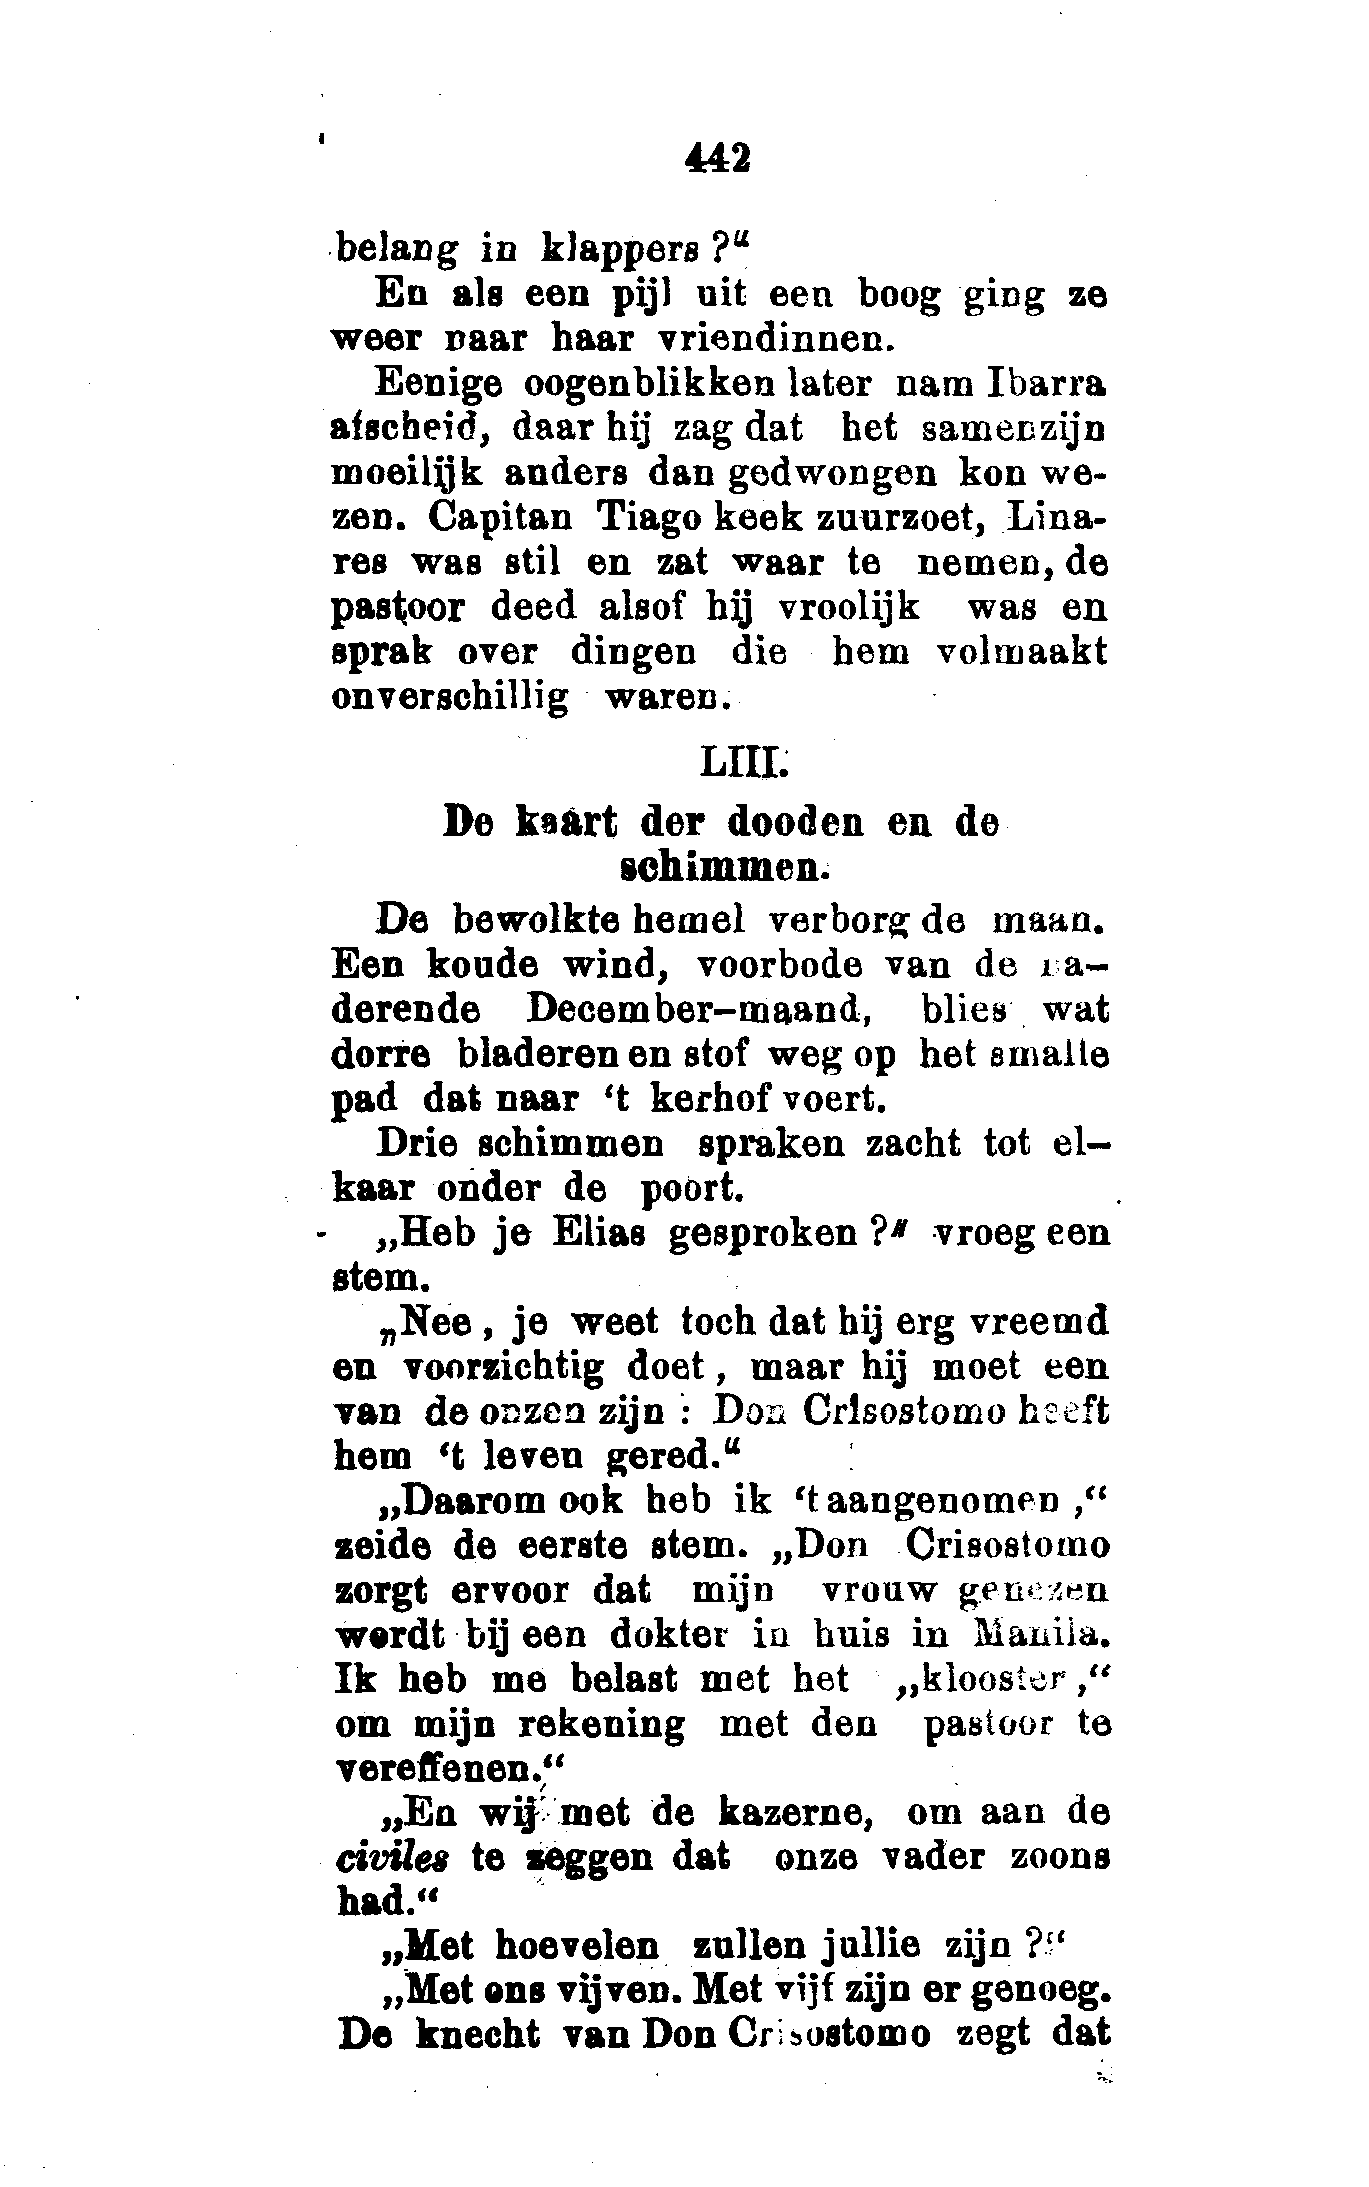 442
belang in klappers ?“
En als een pijl uit een boog ging ze
weer naar haar vriendinnen.
Eenige oogenblikken later nam Ibarra
afscheid, daar hij zag dat het samenzijn
moeilijk anders dan gedwongen kon we-
zen. Capitan Tiago keek zuurzoet, Lina-
res was stil en zat waar te nemen, de
pastoor deed alsof hij vroolijk was en
sprak over dingen die hem volmaakt
onverschillig waren.
LIII.
De kaart der dooden en de
schimmen.
De bewolkte hemel verborg de maan.
Een koude wind, voorbode van de na-
derende December-maand, blies wat
dorre bladeren en stof weg op het smalle
pad dat naar ‘t kerhof voert.
Drie schimmen spraken zacht tot el-
kaar onder de poort.
„Heb je Elias gesproken ?“ vroeg een
stem.
„Nee, je weet toch dat hij erg vreemd
en voorzichtig doet, maar hij moet een
van de onzen zijn : Don Crisostomo heeft
hem ‘t leven gered.“
„Daarom ook heb ik ‘t aangenomen ,“
zeide de eerste stem. „Don Crisostomo
zorgt ervoor dat mijn vrouw genezen
wordt bij een dokter in huis in Manila.
Ik heb me belast met het „klooster ,“
om mijn rekening met den pastoor te
vereffenen.“
„En wij met de kazerne, om aan de
civiles te zeggen dat onze vader zoons
had.“
„Met hoevelen zullen jullie zijn ?“
„Met ons vijven. Met vijf zijn er genoeg.
De knecht van Don Crisostomo zegt dat